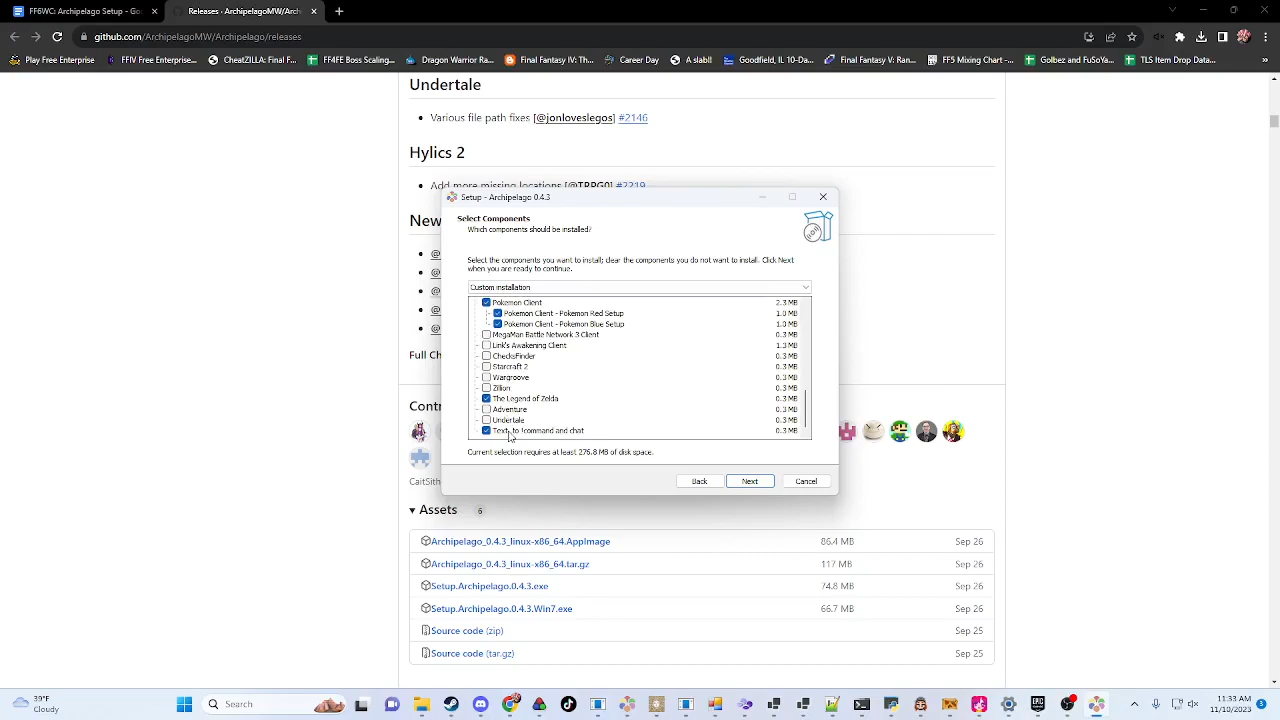 FF6WC: Archipelago Setup - Go
Releases · ArchipelagoMW/Arch
github.com/ArchipelagoMW/Archipelago/releases
Play Free Enterprise
FFIV Free Enterprise...
CheatZILLA: Final F...
FF4FE Boss Scaling...
Dragon Warrior Ra...
Final Fantasy IV: Th...
Career Day
A labull
Goodfield, IL 10-Da...
Final Fantasy V: Ran...
FF5 Mixing Chart -...
Golbez and FuSoYa...
TLS Item Drop Data...
»
Undertale
• Various file path fixes [@jonloveslegos] #2146
Hylics 2
• Add more missing locations [@TRPG0] #2219
New
Full Ch
Contri
CaitSith
Setup - Archipelago 0.4.3
Select Components
Which components should be installed?
Select the components you want to install; clear the components you do not want to install. Click Next
when you are ready to continue.
Custom installation
Pokemon Client 2.3 MB
Pokemon Client - Pokemon Red Setup 1.0 MB
Pokemon Client - Pokemon Blue Setup 1.0 MB
MegaMan Battle Network 3 Client 0.3 MB
Link's Awakening Client 1.3 MB
ChecksFinder 0.3 MB
Starcraft 2 0.3 MB
Wargroove 0.3 MB
Zillion 0.3 MB
The Legend of Zelda 0.3 MB
Adventure 0.3 MB
Undertale 0.3 MB
Text, to !command and chat 0.3 MB
Current selection requires at least 276.8 MB of disk space.
Back Next Cancel
Assets 6
Archipelago_0.4.3_linux-x86_64.AppImage 86.4 MB Sep 26
Archipelago_0.4.3_linux-x86_64.tar.gz 117 MB Sep 26
Setup.Archipelago.0.4.3.exe 74.8 MB Sep 26
Setup.Archipelago.0.4.3.Win7.exe 66.7 MB Sep 26
Source code (zip) Sep 25
Source code (tar.gz) Sep 25
39°F
Cloudy
Search
11:33 AM
11/10/2023